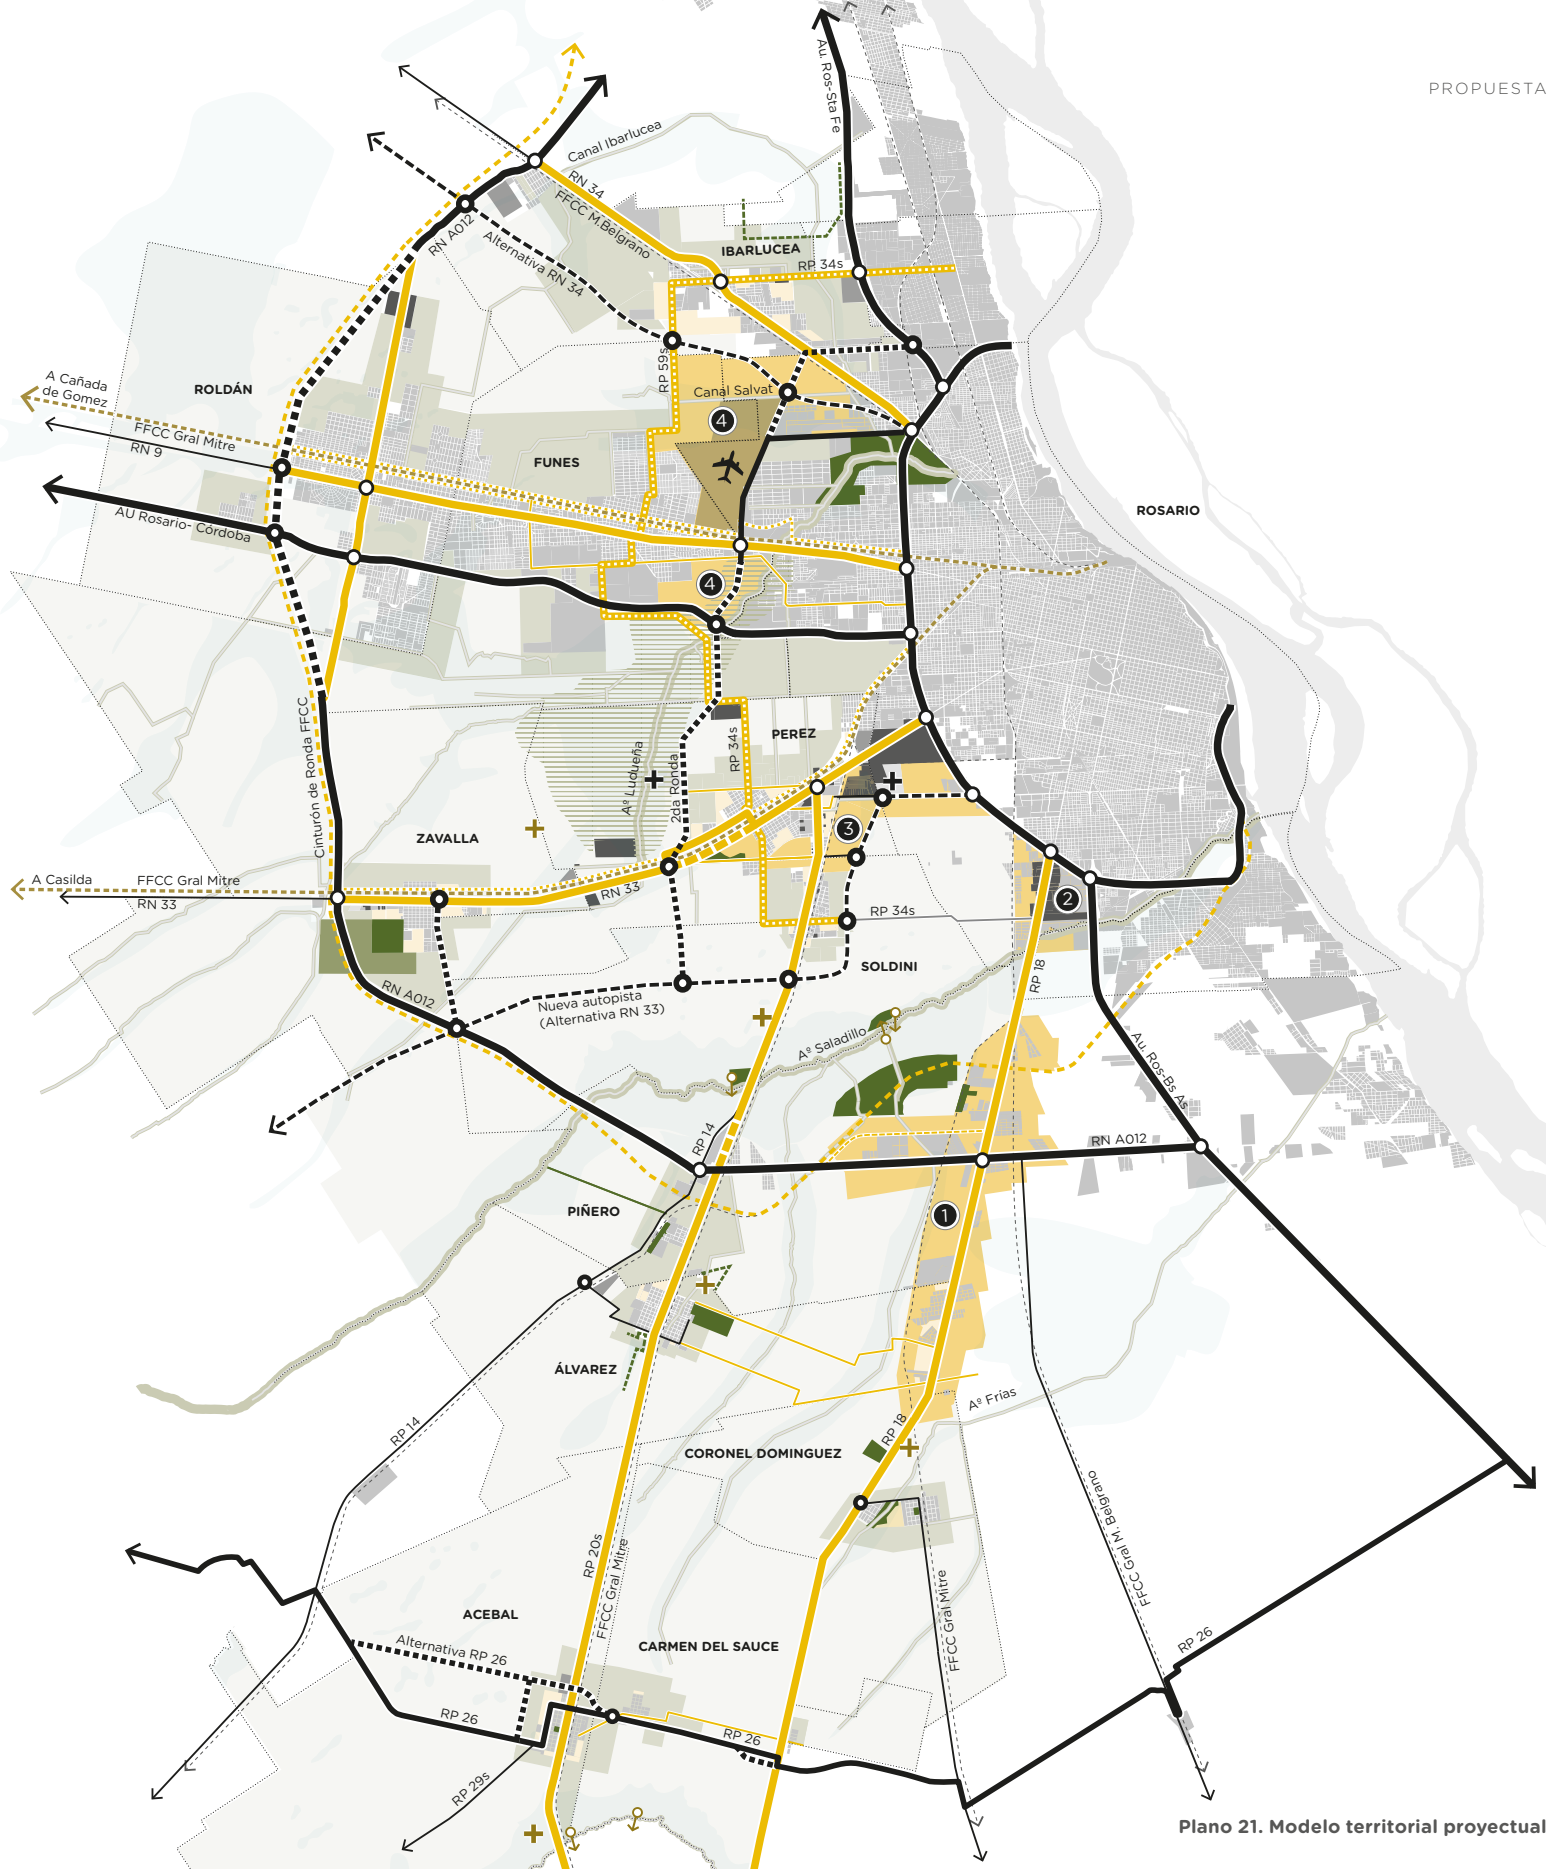 PROPUESTA
Au. Ros-Sta Fe
Canal Ibarlucea
RN 34
FFCC M.Belgrano
RN A012
Alternativa RN 34
IBARLUCEA
RP 34s
RP 59s
A Cañada
de Gomez
ROLDÁN
Canal Salvat
4
FFCC Gral Mitre
RN 9
FUNES
AU Rosario- Córdoba
ROSARIO
4
Cinturón de Ronda FFCC
Aº Ludueña
2da Ronda
RP 34s
PEREZ
ZAVALLA
3
A Casilda
FFCC Gral Mitre
RN 33
RN 33
2
RP 34s
SOLDINI
RP 18
RN A012
Nueva autopista
(Alternativa RN 33)
Aº Saladillo
Au. Ros-Bs As
RP 14
RN A012
PIÑERO
1
ÁLVAREZ
Aº Frías
RP 14
RP 18
CORONEL DOMINGUEZ
FFCC Gral M. Belgrano
RP 20s
FFCC Gral Mitre
FFCC Gral Mitre
ACEBAL
CARMEN DEL SAUCE
Alternativa RP 26
RP 26
RP 26
RP 26
RP 29s
Plano 21. Modelo territorial proyectual